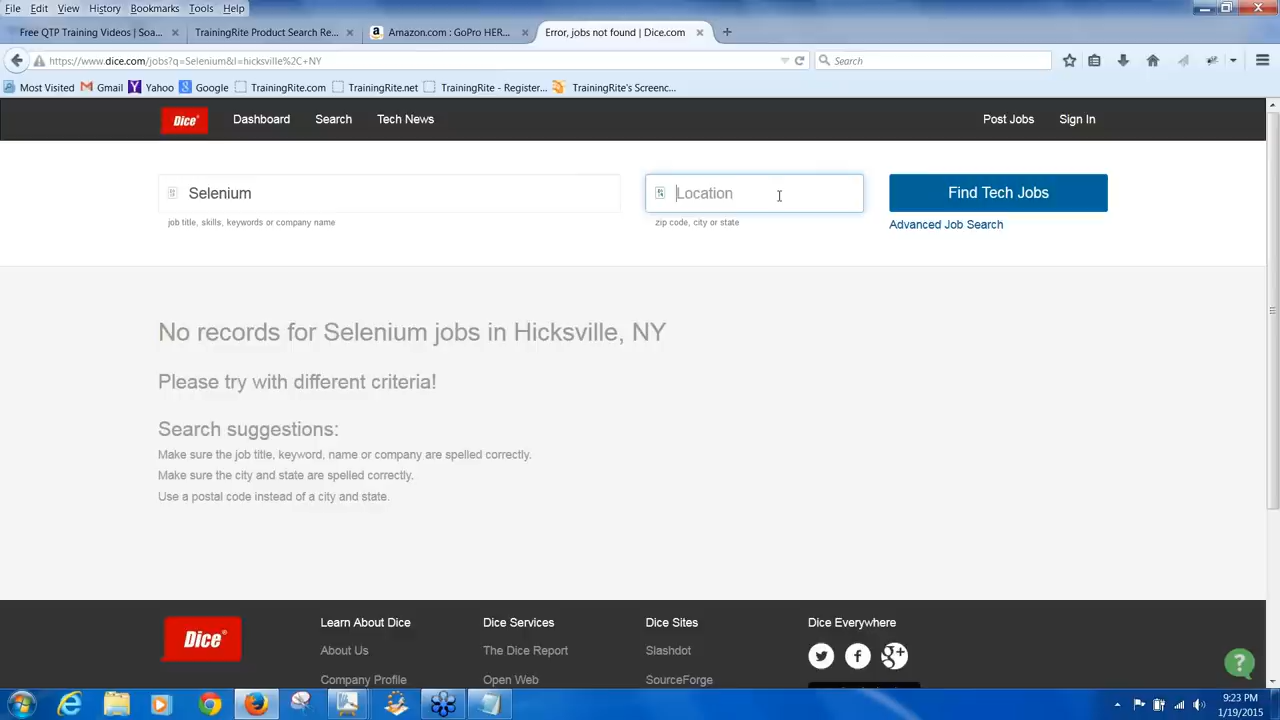 File Edit View History Bookmarks Tools Help
Free QTP Training Videos | Soa... TrainingRite Product Search Re... Amazon.com : GoPro HER... Error, jobs not found | Dice.com
https://www.dice.com/jobs?q=Selenium&l=hicksville%2C+NY Search
Most Visited Gmail Yahoo Google TrainingRite.com TrainingRite.net TrainingRite - Register... TrainingRite's Screenc...
Dice Dashboard Search Tech News Post Jobs Sign In
Selenium Location Find Tech Jobs
job title, skills, keywords or company name zip code, city or state Advanced Job Search
No records for Selenium jobs in Hicksville, NY
Please try with different criteria!
Search suggestions:
Make sure the job title, keyword, name or company are spelled correctly.
Make sure the city and state are spelled correctly.
Use a postal code instead of a city and state.
Dice Learn About Dice Dice Services Dice Sites Dice Everywhere
About Us The Dice Report Slashdot
Company Profile Open Web SourceForge
9:23 PM
1/19/2015